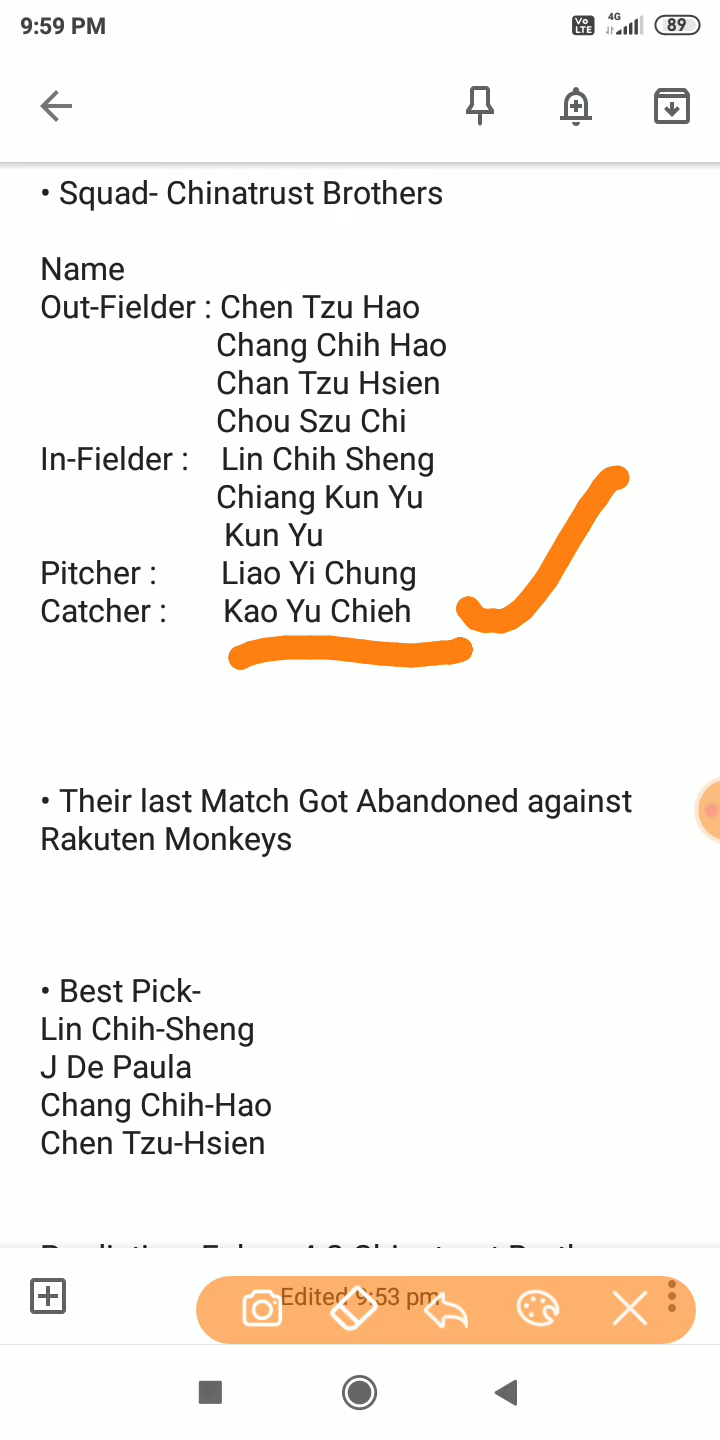 9:59 PM
Vo LTE 4G 89
• Squad- Chinatrust Brothers
Name
Out-Fielder : Chen Tzu Hao
Chang Chih Hao
Chan Tzu Hsien
Chou Szu Chi
In-Fielder : Lin Chih Sheng
Chiang Kun Yu
Kun Yu
Pitcher : Liao Yi Chung
Catcher : Kao Yu Chieh
• Their last Match Got Abandoned against
Rakuten Monkeys
• Best Pick-
Lin Chih-Sheng
J De Paula
Chang Chih-Hao
Chen Tzu-Hsien
Edited 9:53 pm